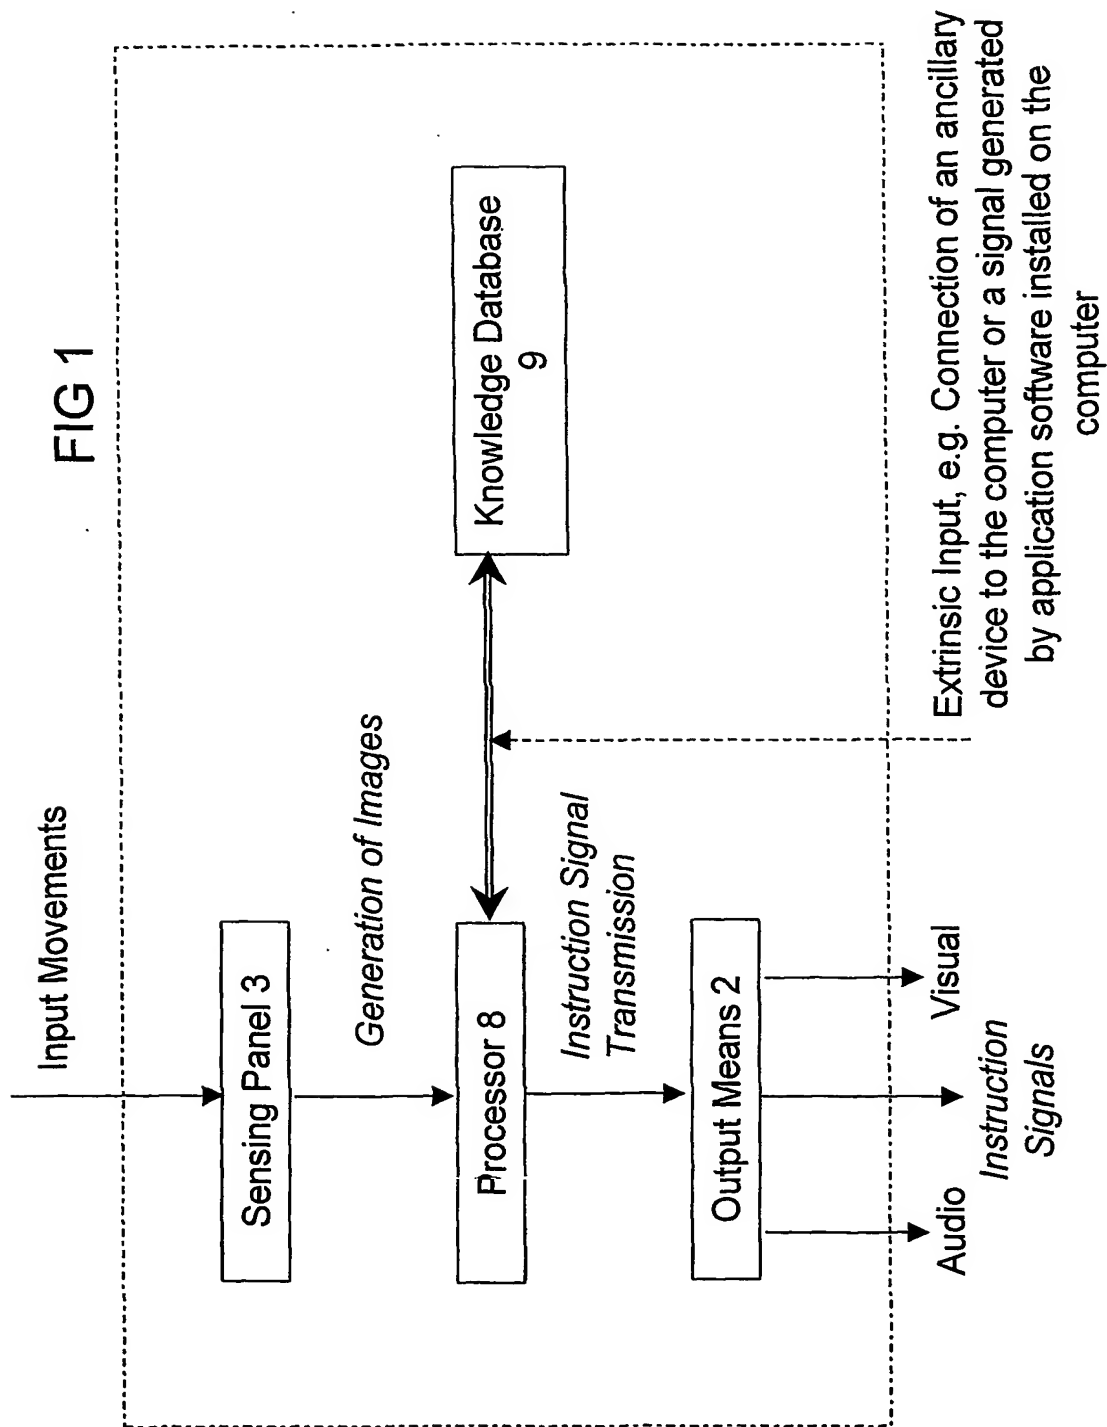 FIG 1
Input Movements
Sensing Panel 3
Generation of Images
Processor 8
Knowledge Database
9
Instruction Signal
Transmission
Output Means 2
Audio
Visual
Instruction
Signals
Extrinsic Input, e.g. Connection of an ancillary
device to the computer or a signal generated
by application software installed on the
computer